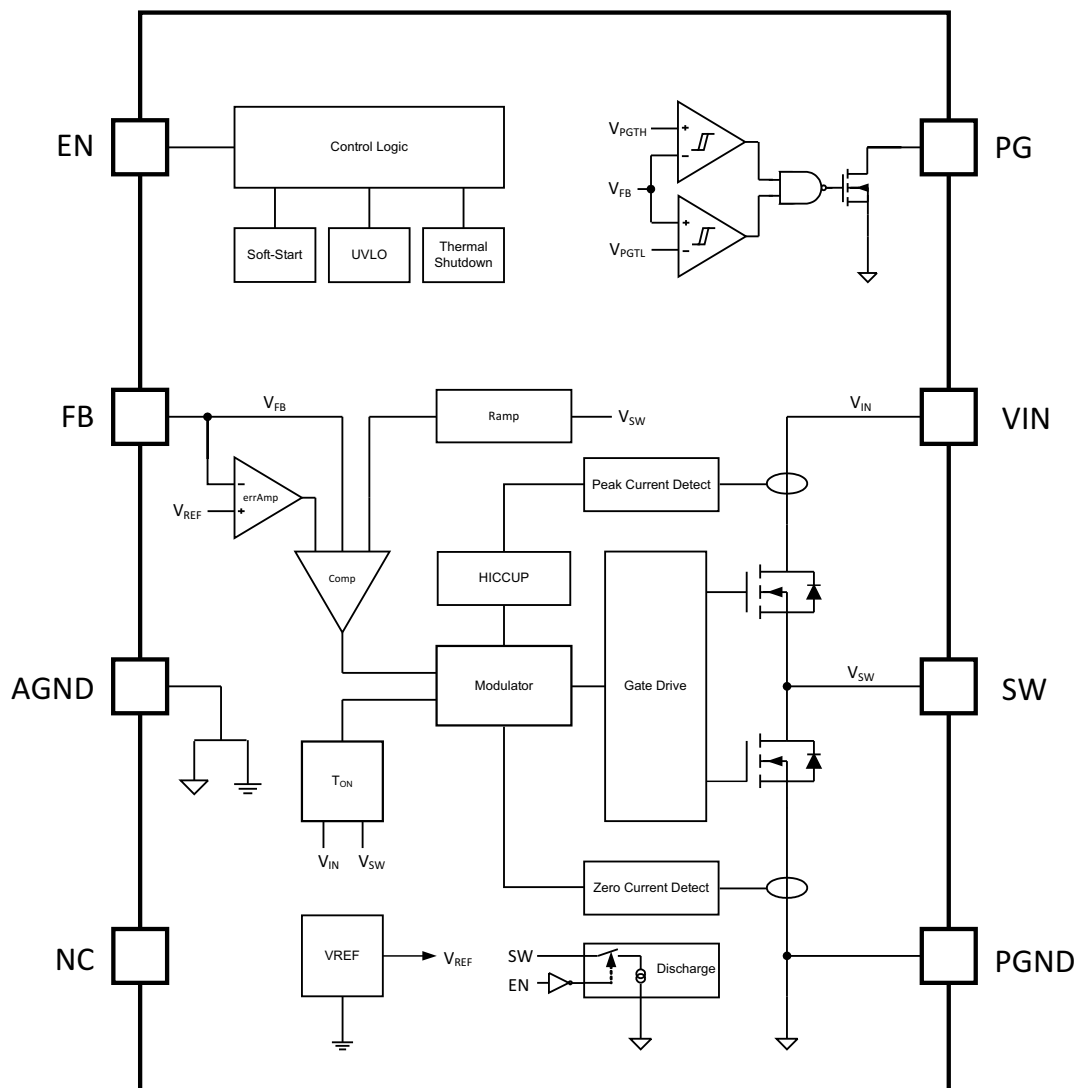 EN
Control Logic
Soft-Start
UVLO
Thermal
Shutdown
VPGTH
+
−
VFB
+
−
VPGTL
PG
FB
VFB
Ramp
VSW
VIN
VIN
−
errAmp
VREF
+
Peak Current Detect
Comp
HICCUP
AGND
Modulator
Gate Drive
VSW
SW
TON
VIN
VSW
Zero Current Detect
NC
VREF
VREF
SW
EN
Discharge
PGND